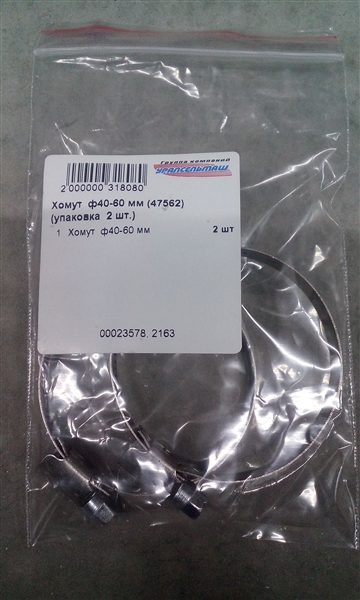 Группа компаний
УРАЛСЕЛЬМАШ
2 000000 318080
Хомут ф40-60 мм (47562)
(упаковка 2 шт.)
1 Хомут ф40-60 мм 2 шт
00023578, 2163